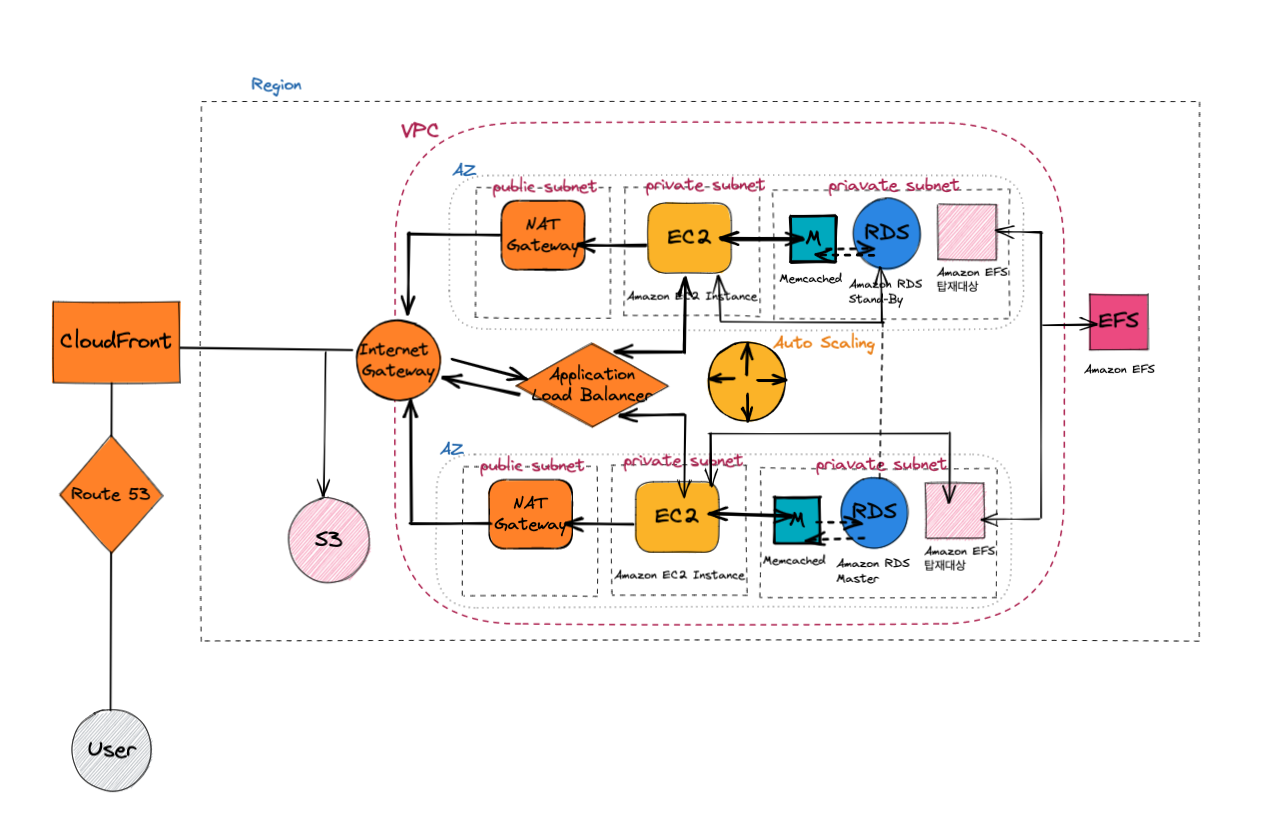 Region
VPC
AZ
public-subnet
private-subnet
priavate subnet
NAT
Gateway
EC2
Amazon EC2 Instance
M
Memcached
RDS
Amazon RDS
Stand-By
Amazon EFS
탑재대상
CloudFront
Internet
Gateway
Application
Load Balancer
Auto Scaling
EFS
Amazon EFS
Route 53
S3
User
AZ
public-subnet
private-subnet
priavate subnet
NAT
Gateway
EC2
Amazon EC2 Instance
M
Memcached
RDS
Amazon RDS
Master
Amazon EFS
탑재대상